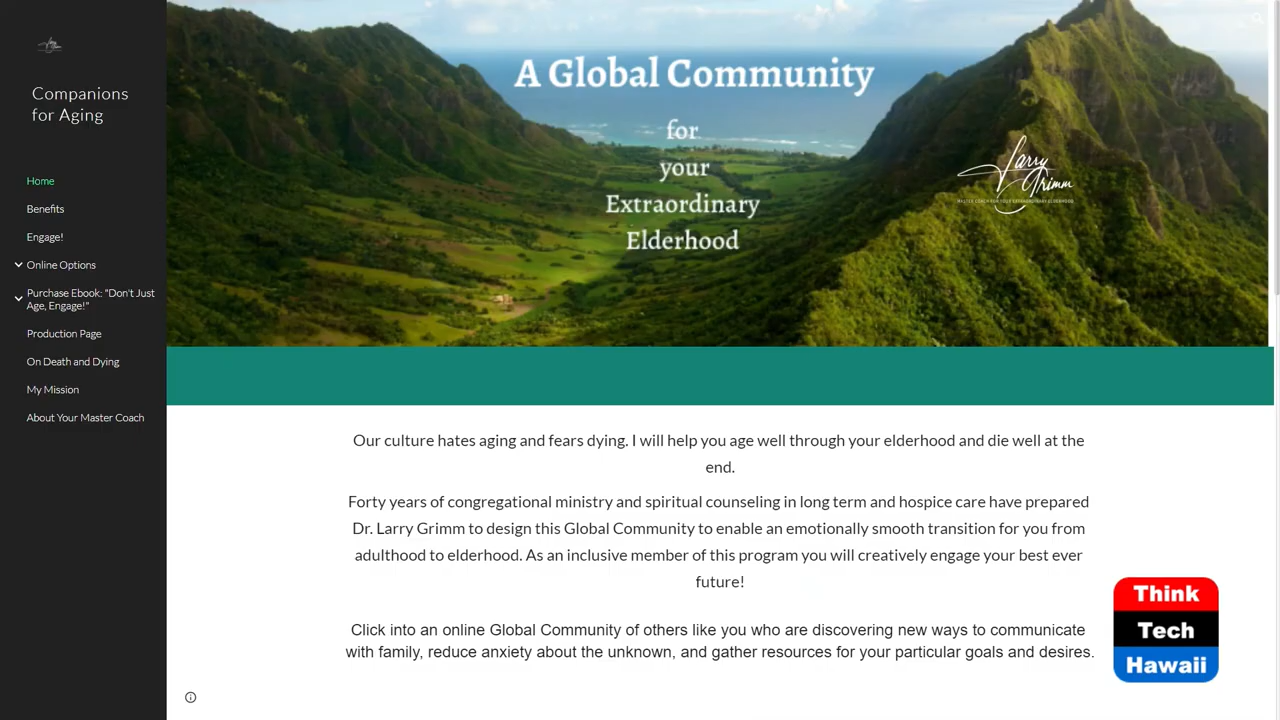 Companions
for Aging
Home
Benefits
Engage!
Online Options
Purchase Ebook: "Don't Just
Age, Engage!"
Production Page
On Death and Dying
My Mission
About Your Master Coach
A Global Community
for
your
Extraordinary
Elderhood
Larry
Grimm
MASTER COACH FOR YOUR EXTRAORDINARY ELDERHOOD
Our culture hates aging and fears dying. I will help you age well through your elderhood and die well at the
end.
Forty years of congregational ministry and spiritual counseling in long term and hospice care have prepared
Dr. Larry Grimm to design this Global Community to enable an emotionally smooth transition for you from
adulthood to elderhood. As an inclusive member of this program you will creatively engage your best ever
future!
Click into an online Global Community of others like you who are discovering new ways to communicate
with family, reduce anxiety about the unknown, and gather resources for your particular goals and desires.
Think
Tech
Hawaii